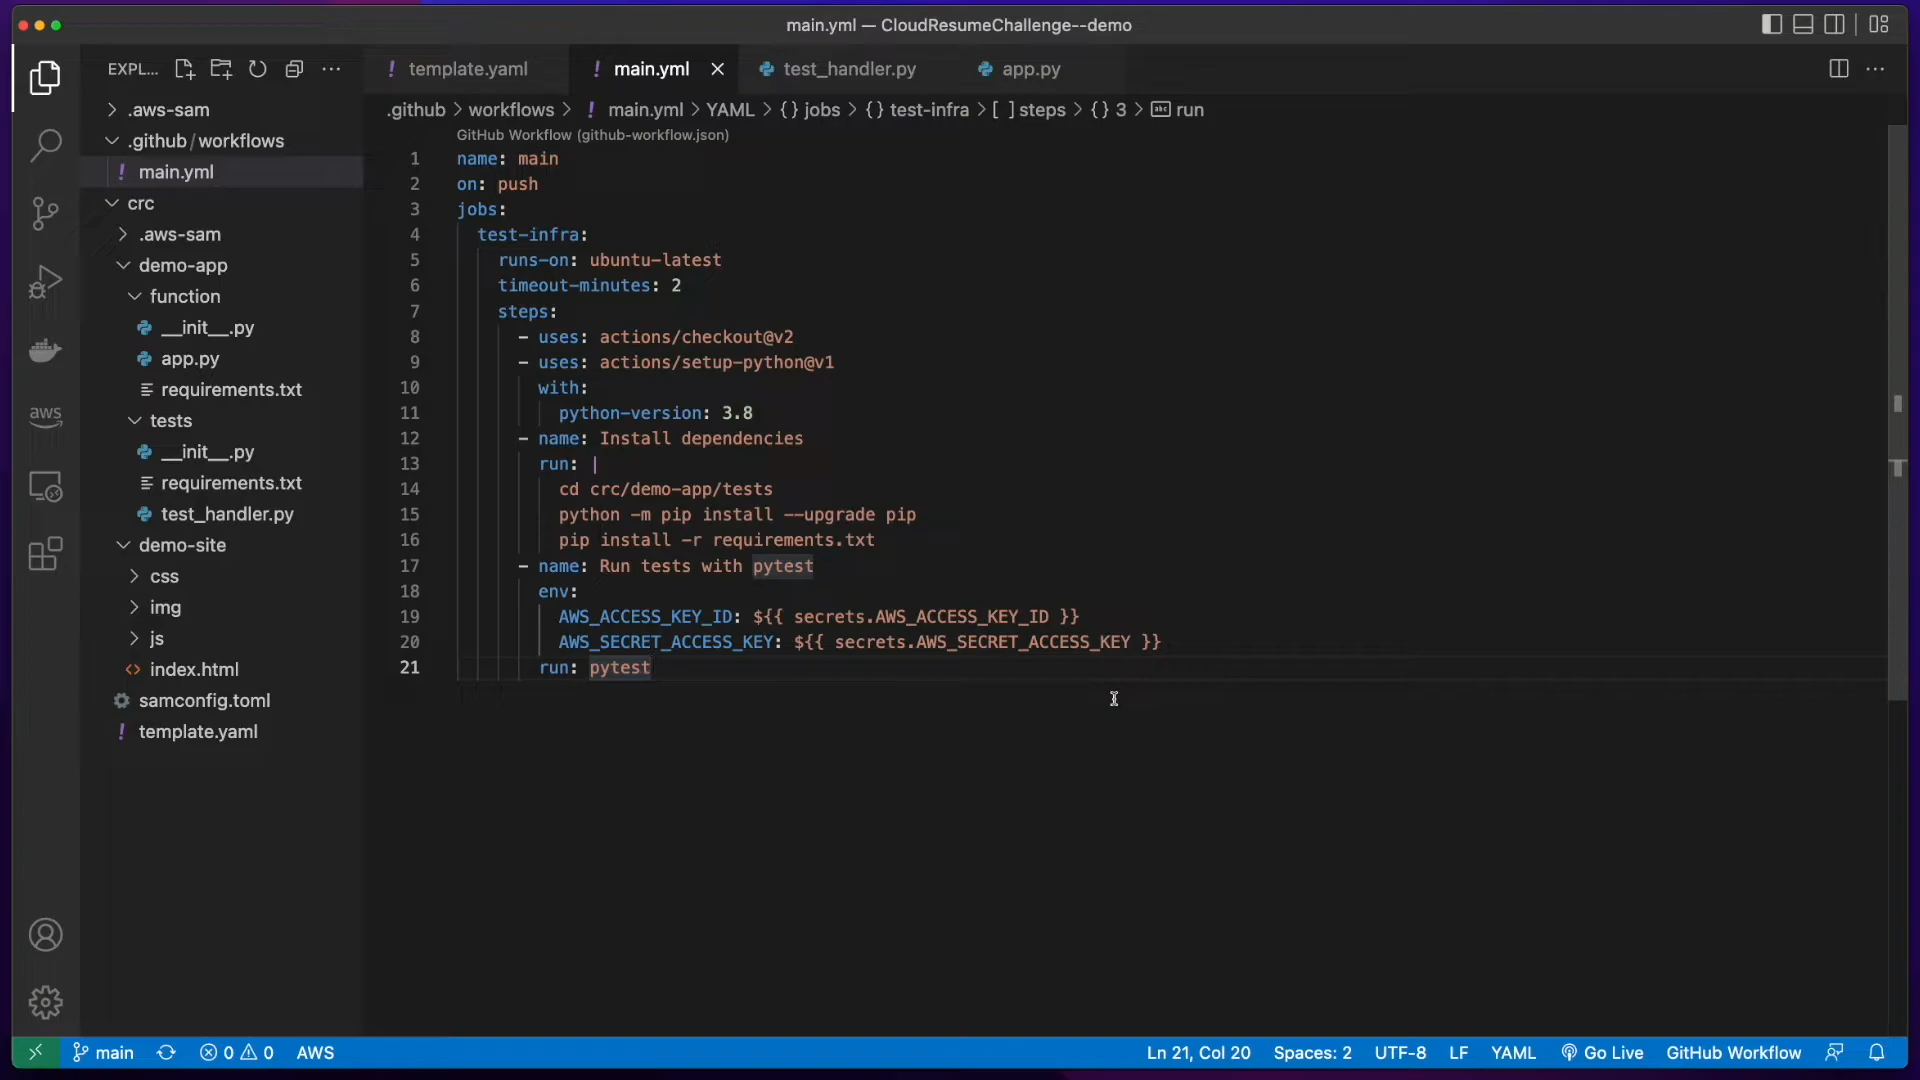 main.yml — CloudResumeChallenge--demo
EXPL...
template.yaml
main.yml
test_handler.py
app.py
.github > workflows > ! main.yml > YAML > {} jobs > {} test-infra > [ ] steps > {} 3 > abc run
GitHub Workflow (github-workflow.json)
.aws-sam
.github / workflows
main.yml
crc
.aws-sam
demo-app
function
__init__.py
app.py
requirements.txt
tests
__init__.py
requirements.txt
test_handler.py
demo-site
css
img
js
index.html
samconfig.toml
template.yaml
aws
1 name: main
2 on: push
3 jobs:
4 test-infra:
5 runs-on: ubuntu-latest
6 timeout-minutes: 2
7 steps:
8 - uses: actions/checkout@v2
9 - uses: actions/setup-python@v1
10 with:
11 python-version: 3.8
12 - name: Install dependencies
13 run: |
14 cd crc/demo-app/tests
15 python -m pip install --upgrade pip
16 pip install -r requirements.txt
17 - name: Run tests with pytest
18 env:
19 AWS_ACCESS_KEY_ID: ${{ secrets.AWS_ACCESS_KEY_ID }}
20 AWS_SECRET_ACCESS_KEY: ${{ secrets.AWS_SECRET_ACCESS_KEY }}
21 run: pytest
main 0 0 AWS Ln 21, Col 20 Spaces: 2 UTF-8 LF YAML Go Live GitHub Workflow